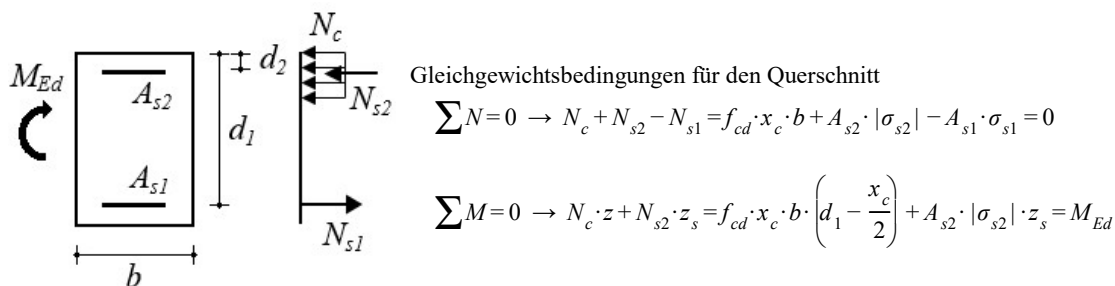 N_c
d_2
M_Ed
A_s2
N_s2
d_1
A_s1
N_s1
b
Gleichgewichtsbedingungen für den Querschnitt
∑N=0 → N_c+N_s2−N_s1=f_cd·x_c·b+A_s2·|σ_s2|−A_s1·σ_s1=0
∑M=0 → N_c·z+N_s2·z_s=f_cd·x_c·b·(d_1−x_c/2)+A_s2·|σ_s2|·z_s=M_Ed